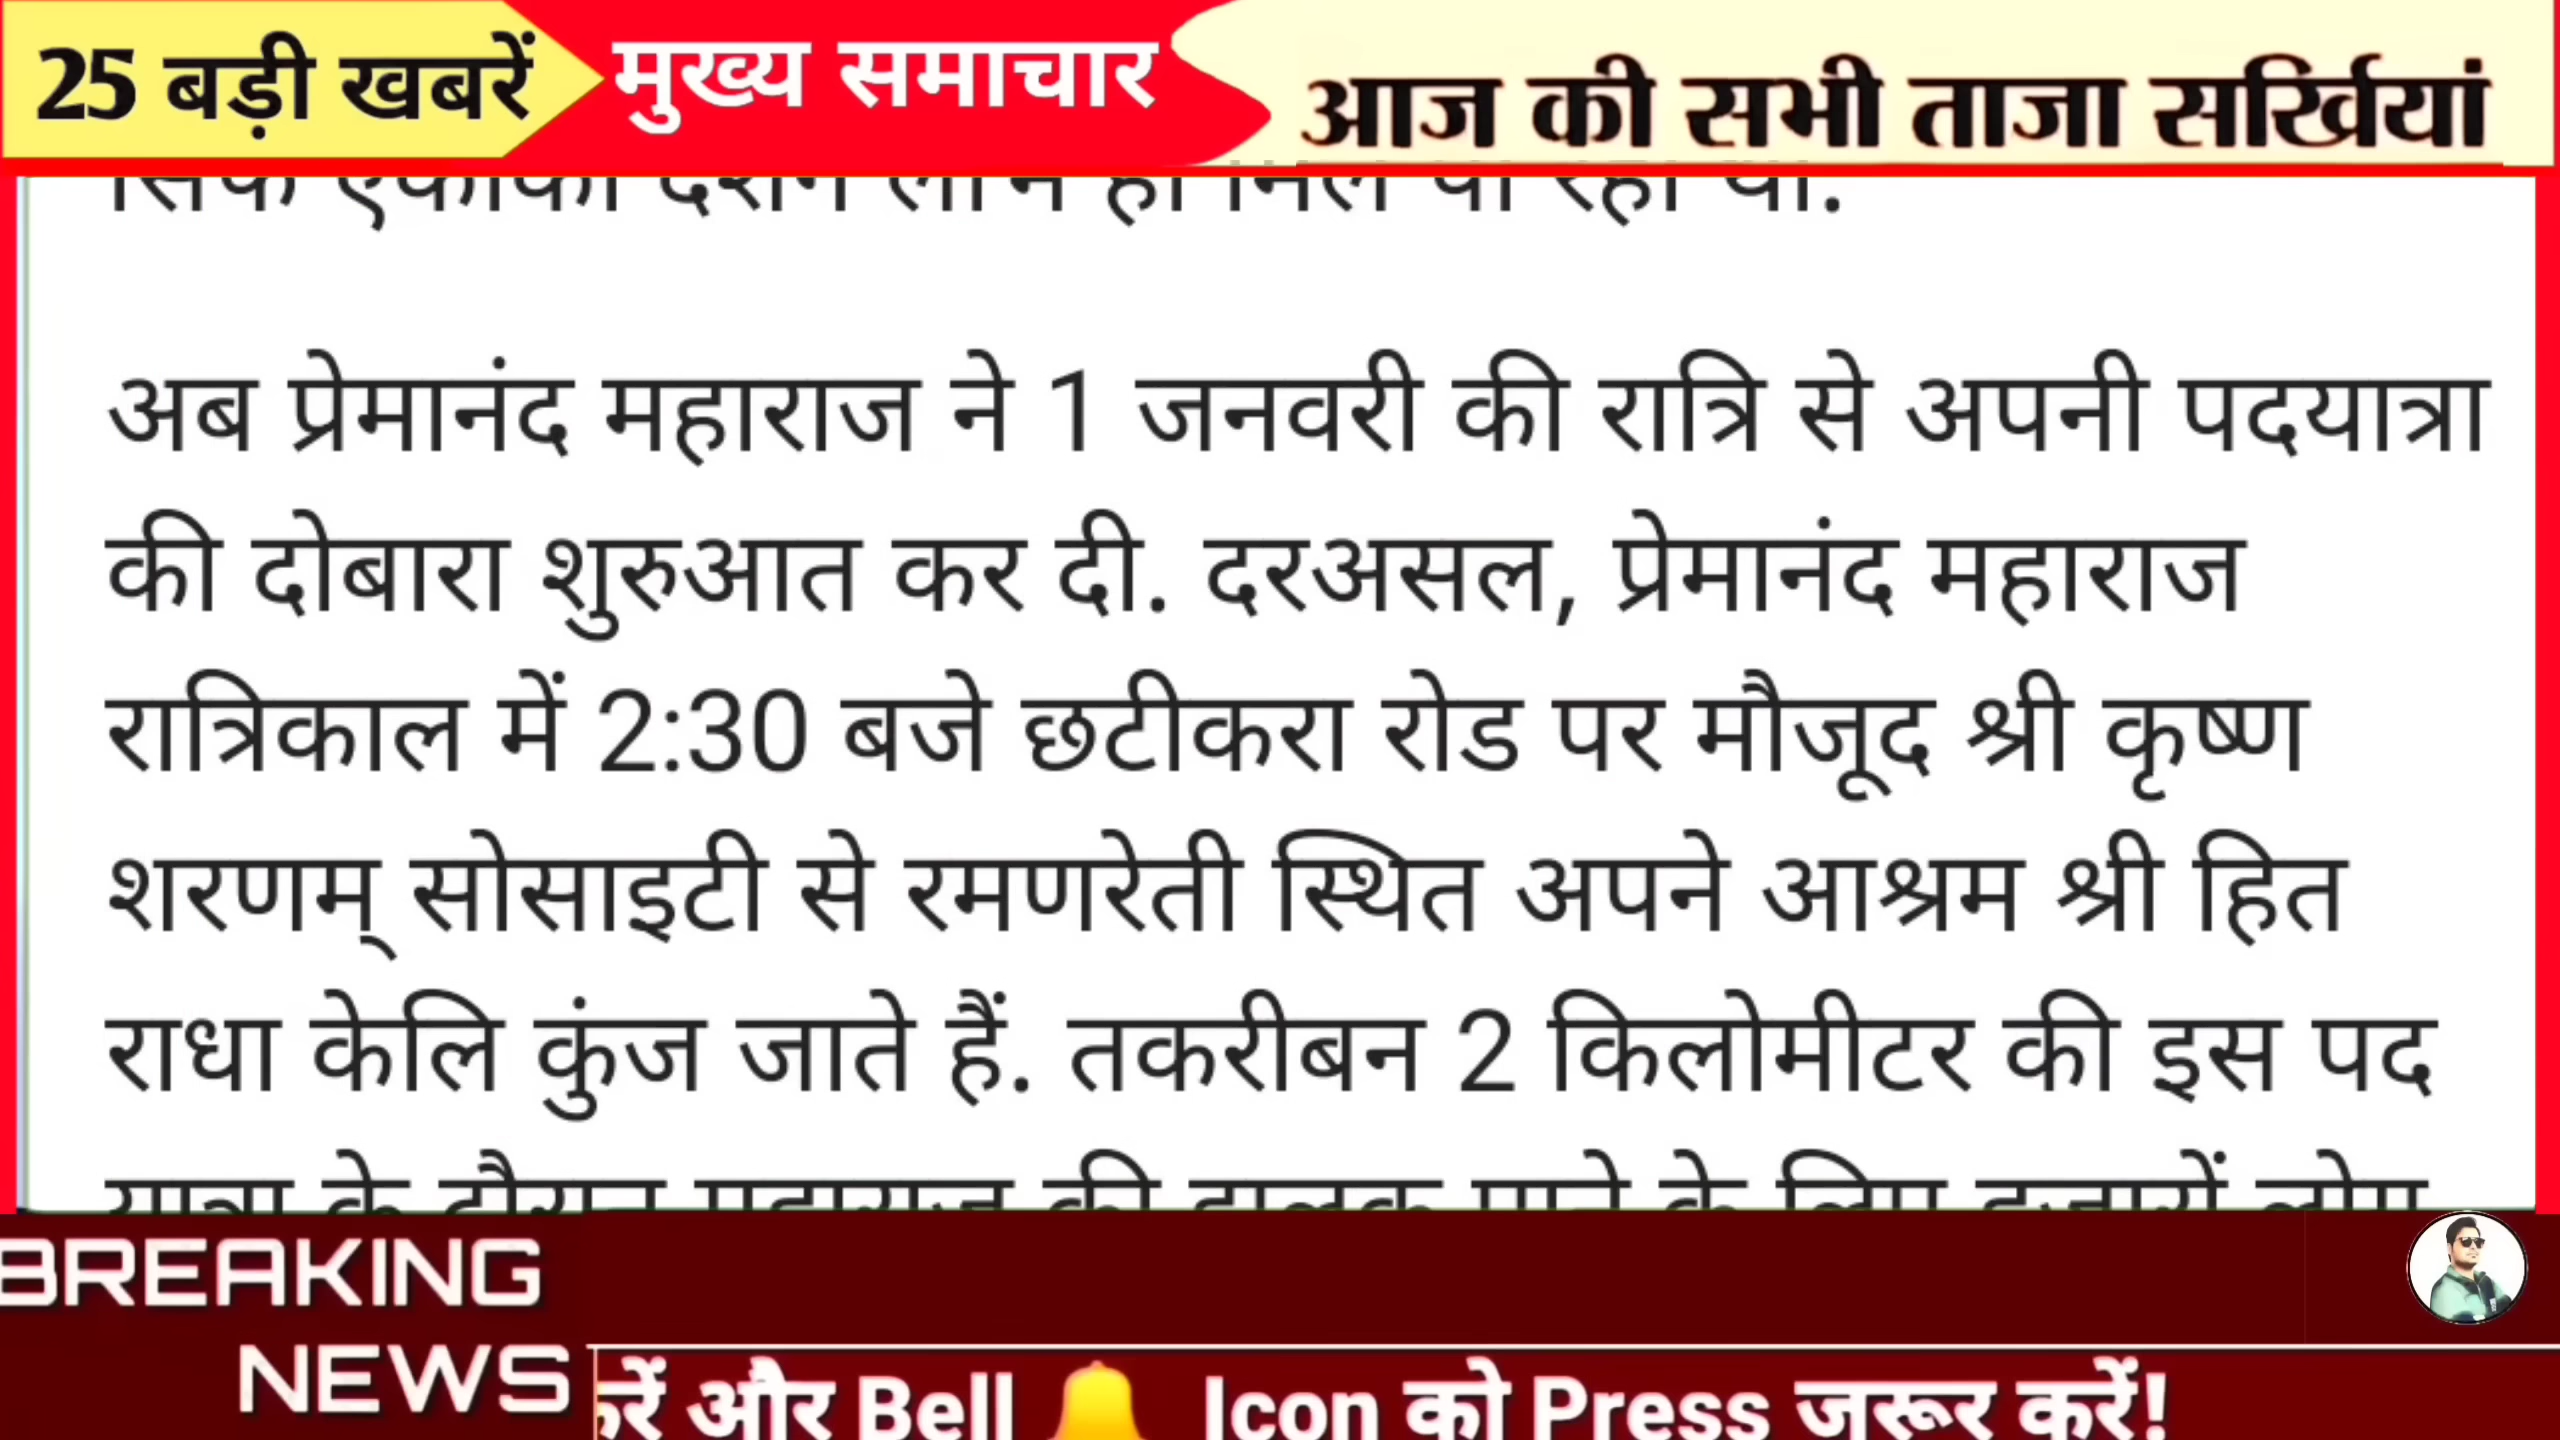 25 बड़ी खबरें
मुख्य समाचार
आज की सभी ताजा सर्खियां
अब प्रेमानंद महाराज ने 1 जनवरी की रात्रि से अपनी पदयात्रा
की दोबारा शुरुआत कर दी. दरअसल, प्रेमानंद महाराज
रात्रिकाल में 2:30 बजे छटीकरा रोड पर मौजूद श्री कृष्ण
शरणम् सोसाइटी से रमणरेती स्थित अपने आश्रम श्री हित
राधा केलि कुंज जाते हैं. तकरीबन 2 किलोमीटर की इस पद
BREAKING
NEWS
और Bell 🔔 Icon को Press जरूर करें!